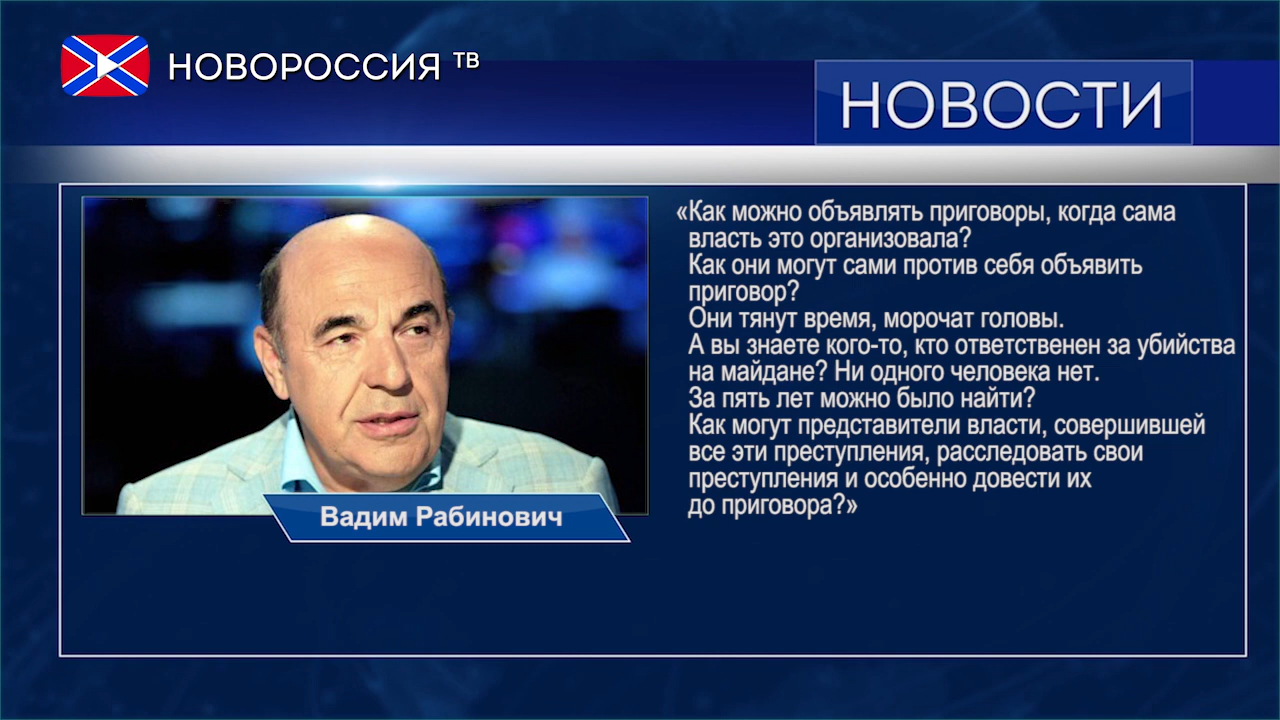 НОВОРОССИЯ ТВ
НОВОСТИ
«Как можно объявлять приговоры, когда сама
власть это организовала?
Как они могут сами против себя объявить
приговор?
Они тянут время, морочат головы.
А вы знаете кого-то, кто ответственен за убийства
на майдане? Ни одного человека нет.
За пять лет можно было найти?
Как могут представители власти, совершившей
все эти преступления, расследовать свои
преступления и особенно довести их
до приговора?»
Вадим Рабинович